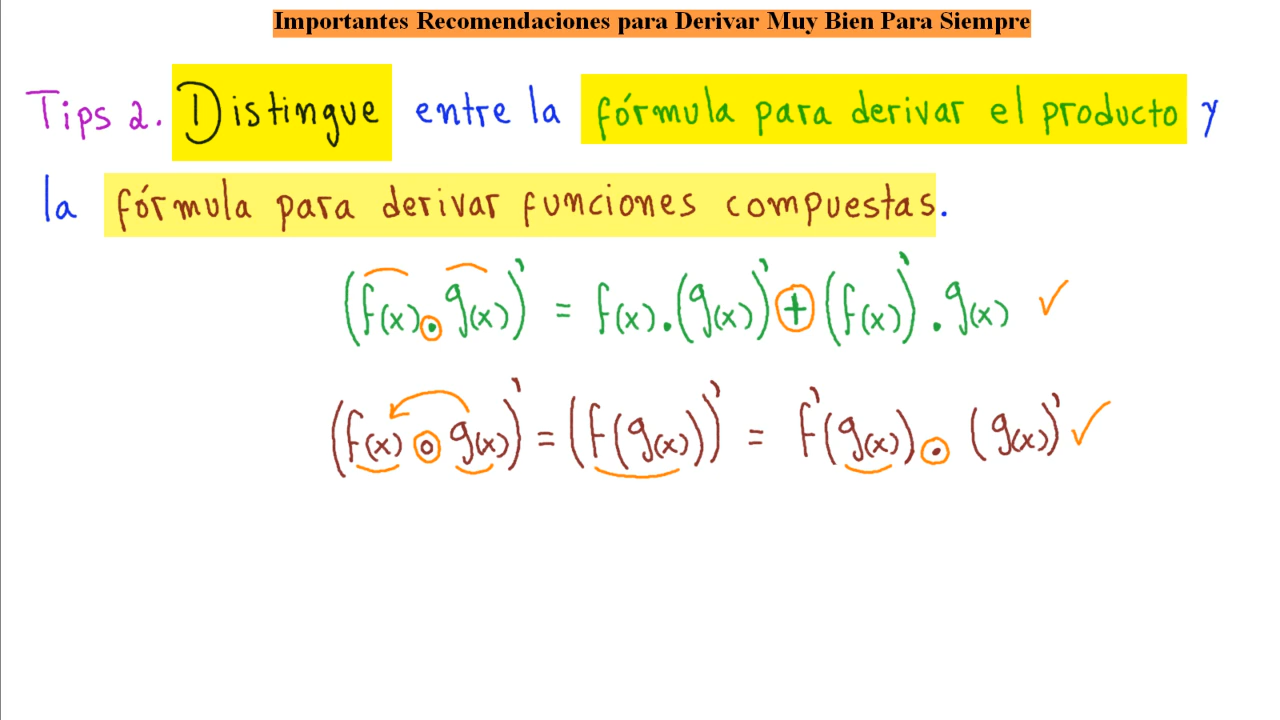 Importantes Recomendaciones para Derivar Muy Bien Para Siempre
Tips 2. Distingue entre la fórmula para derivar el producto y
la fórmula para derivar funciones compuestas.
(f(x) . g(x))' = f(x) . (g(x))' + (f(x))' . g(x) ✓
(f(x) ∘ g(x))' = (f(g(x)))' = f'(g(x)) . (g(x))' ✓